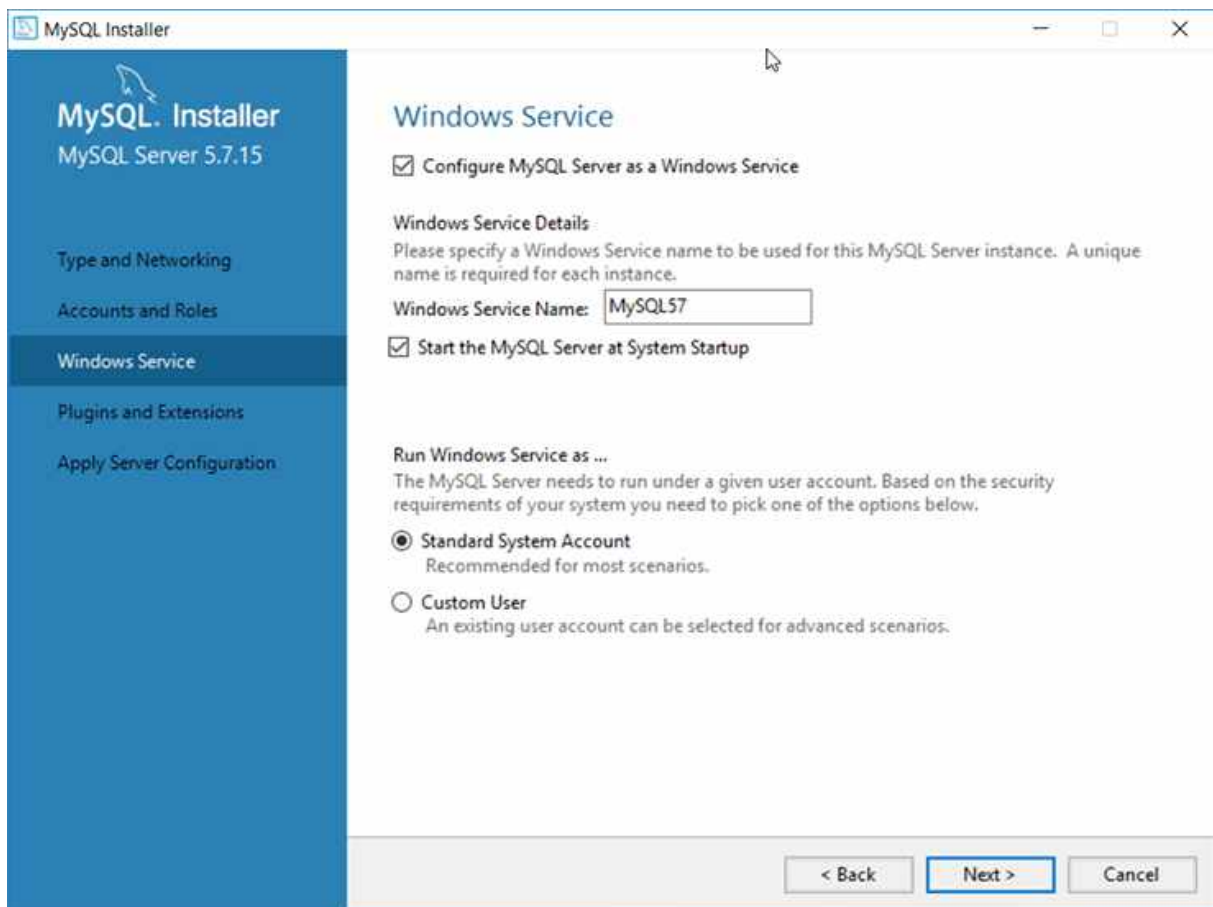 MySQL Installer
MySQL. Installer
MySQL Server 5.7.15
Type and Networking
Accounts and Roles
Windows Service
Plugins and Extensions
Apply Server Configuration
Windows Service
Configure MySQL Server as a Windows Service
Windows Service Details
Please specify a Windows Service name to be used for this MySQL Server instance. A unique
name is required for each instance.
Windows Service Name: MySQL57
Start the MySQL Server at System Startup
Run Windows Service as ...
The MySQL Server needs to run under a given user account. Based on the security
requirements of your system you need to pick one of the options below.
Standard System Account
Recommended for most scenarios.
Custom User
An existing user account can be selected for advanced scenarios.
< Back Next > Cancel